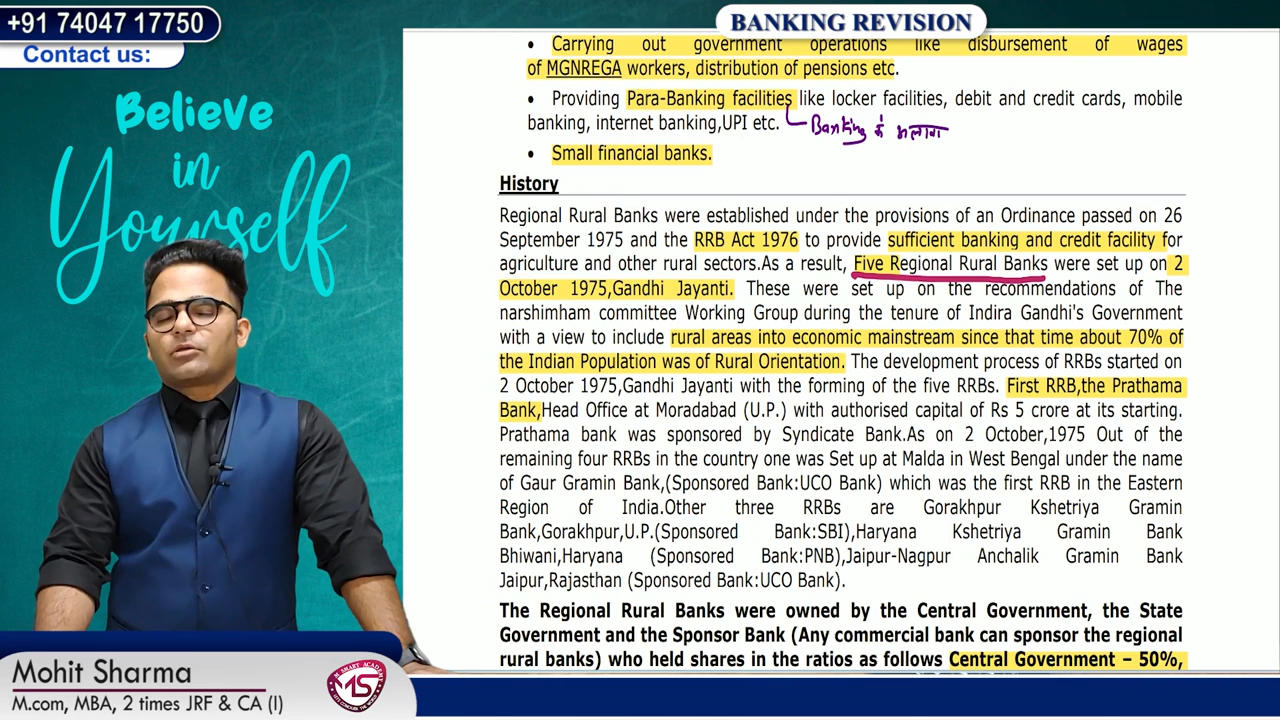 +91 74047 17750
Contact us:
BANKING REVISION
Believe
in
Yourself
• Carrying out government operations like disbursement of wages
of MGNREGA workers, distribution of pensions etc.
• Providing Para-Banking facilities like locker facilities, debit and credit cards, mobile
banking, internet banking,UPI etc.
Banking के अलावा
• Small financial banks.
History
Regional Rural Banks were established under the provisions of an Ordinance passed on 26
September 1975 and the RRB Act 1976 to provide sufficient banking and credit facility for
agriculture and other rural sectors.As a result, Five Regional Rural Banks were set up on 2
October 1975,Gandhi Jayanti. These were set up on the recommendations of The
narshimham committee Working Group during the tenure of Indira Gandhi's Government
with a view to include rural areas into economic mainstream since that time about 70% of
the Indian Population was of Rural Orientation. The development process of RRBs started on
2 October 1975,Gandhi Jayanti with the forming of the five RRBs. First RRB,the Prathama
Bank,Head Office at Moradabad (U.P.) with authorised capital of Rs 5 crore at its starting.
Prathama bank was sponsored by Syndicate Bank.As on 2 October,1975 Out of the
remaining four RRBs in the country one was Set up at Malda in West Bengal under the name
of Gaur Gramin Bank,(Sponsored Bank:UCO Bank) which was the first RRB in the Eastern
Region of India.Other three RRBs are Gorakhpur Kshetriya Gramin
Bank,Gorakhpur,U.P.(Sponsored Bank:SBI),Haryana Kshetriya Gramin Bank
Bhiwani,Haryana (Sponsored Bank:PNB),Jaipur-Nagpur Anchalik Gramin Bank
Jaipur,Rajasthan (Sponsored Bank:UCO Bank).
The Regional Rural Banks were owned by the Central Government, the State
Government and the Sponsor Bank (Any commercial bank can sponsor the regional
rural banks) who held shares in the ratios as follows Central Government – 50%,
Mohit Sharma
M.com, MBA, 2 times JRF & CA (I)
MS